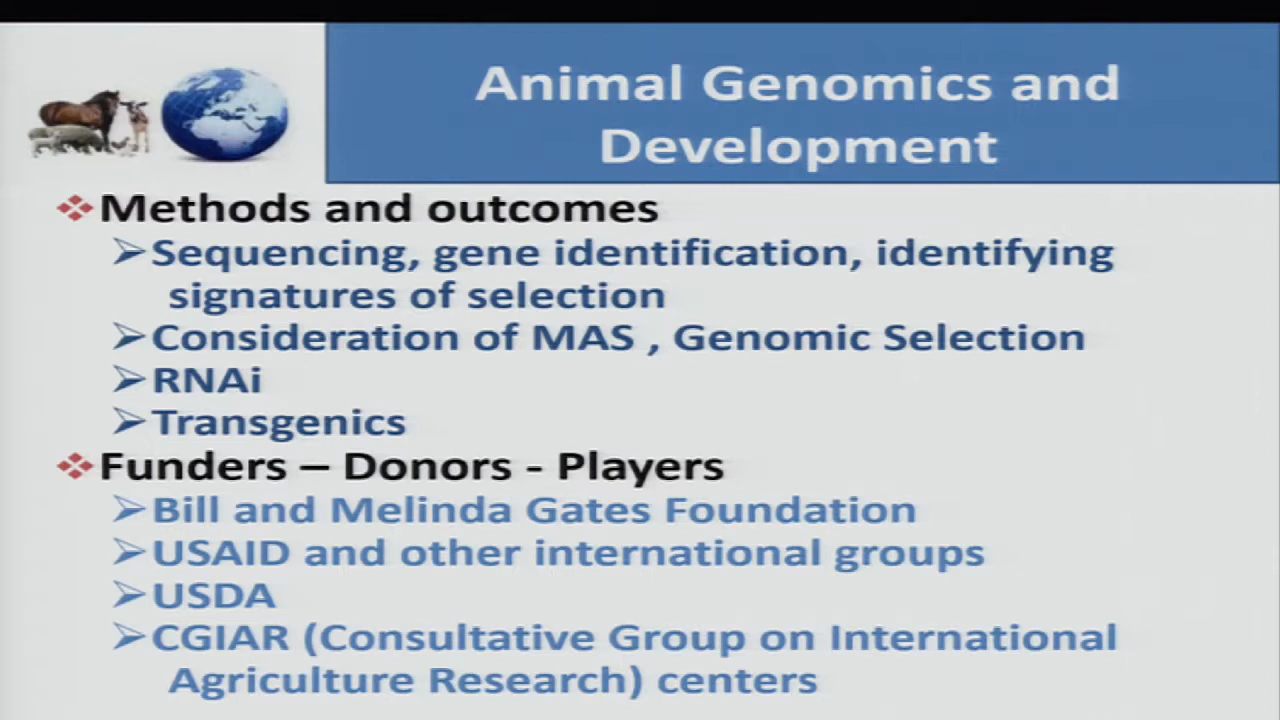 Animal Genomics and
Development
Methods and outcomes
Sequencing, gene identification, identifying
signatures of selection
Consideration of MAS , Genomic Selection
RNAi
Transgenics
Funders – Donors - Players
Bill and Melinda Gates Foundation
USAID and other international groups
USDA
CGIAR (Consultative Group on International
Agriculture Research) centers